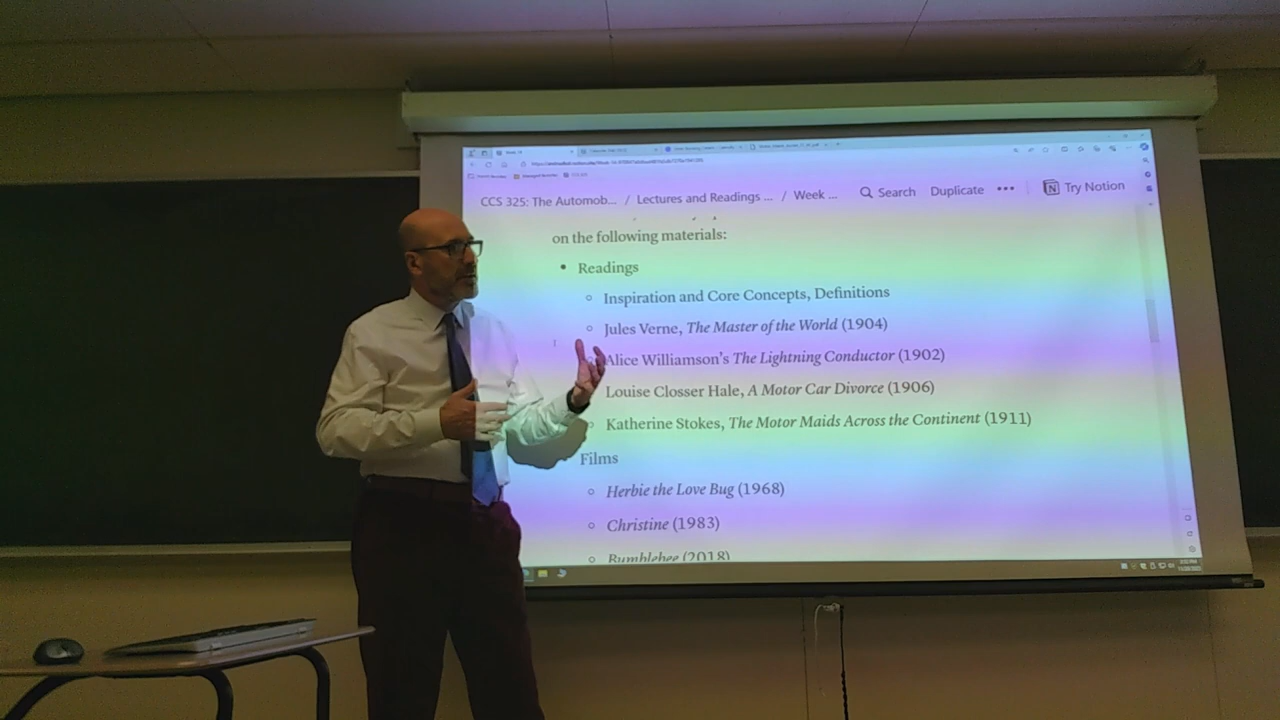 CCS 325: The Automob... / Lectures and Readings ... / Week ... Search Duplicate ••• Try Notion
on the following materials:
• Readings
◦ Inspiration and Core Concepts, Definitions
◦ Jules Verne, The Master of the World (1904)
Alice Williamson's The Lightning Conductor (1902)
Louise Closser Hale, A Motor Car Divorce (1906)
◦ Katherine Stokes, The Motor Maids Across the Continent (1911)
Films
◦ Herbie the Love Bug (1968)
◦ Christine (1983)
◦ Bumblebee (2018)